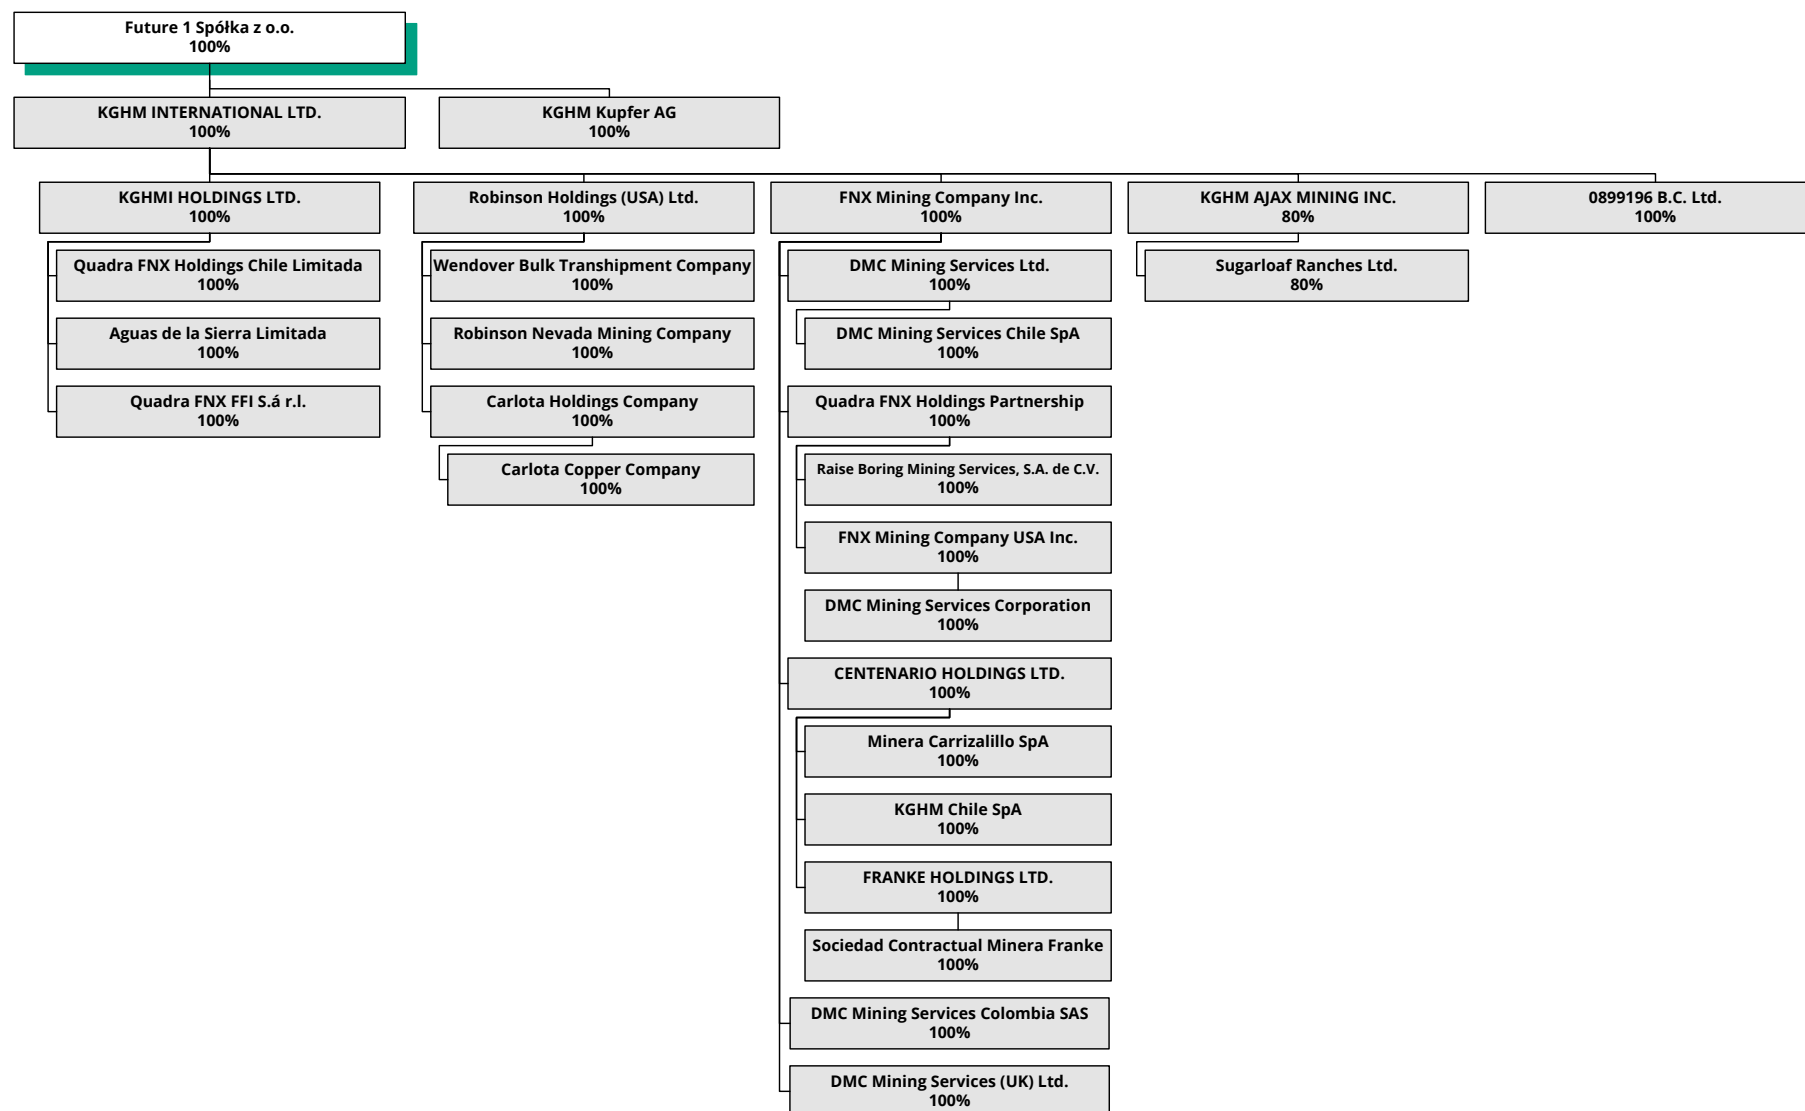 Future 1 Spółka z o.o.
100%
KGHM INTERNATIONAL LTD.
100%
KGHM Kupfer AG
100%
KGHMI HOLDINGS LTD.
100%
Robinson Holdings (USA) Ltd.
100%
FNX Mining Company Inc.
100%
KGHM AJAX MINING INC.
80%
0899196 B.C. Ltd.
100%
Quadra FNX Holdings Chile Limitada
100%
Aguas de la Sierra Limitada
100%
Quadra FNX FFI S.á r.l.
100%
Wendover Bulk Transhipment Company
100%
Robinson Nevada Mining Company
100%
Carlota Holdings Company
100%
Carlota Copper Company
100%
DMC Mining Services Ltd.
100%
DMC Mining Services Chile SpA
100%
Quadra FNX Holdings Partnership
100%
Raise Boring Mining Services, S.A. de C.V.
100%
FNX Mining Company USA Inc.
100%
DMC Mining Services Corporation
100%
CENTENARIO HOLDINGS LTD.
100%
Minera Carrizalillo SpA
100%
KGHM Chile SpA
100%
FRANKE HOLDINGS LTD.
100%
Sociedad Contractual Minera Franke
100%
DMC Mining Services Colombia SAS
100%
DMC Mining Services (UK) Ltd.
100%
Sugarloaf Ranches Ltd.
80%